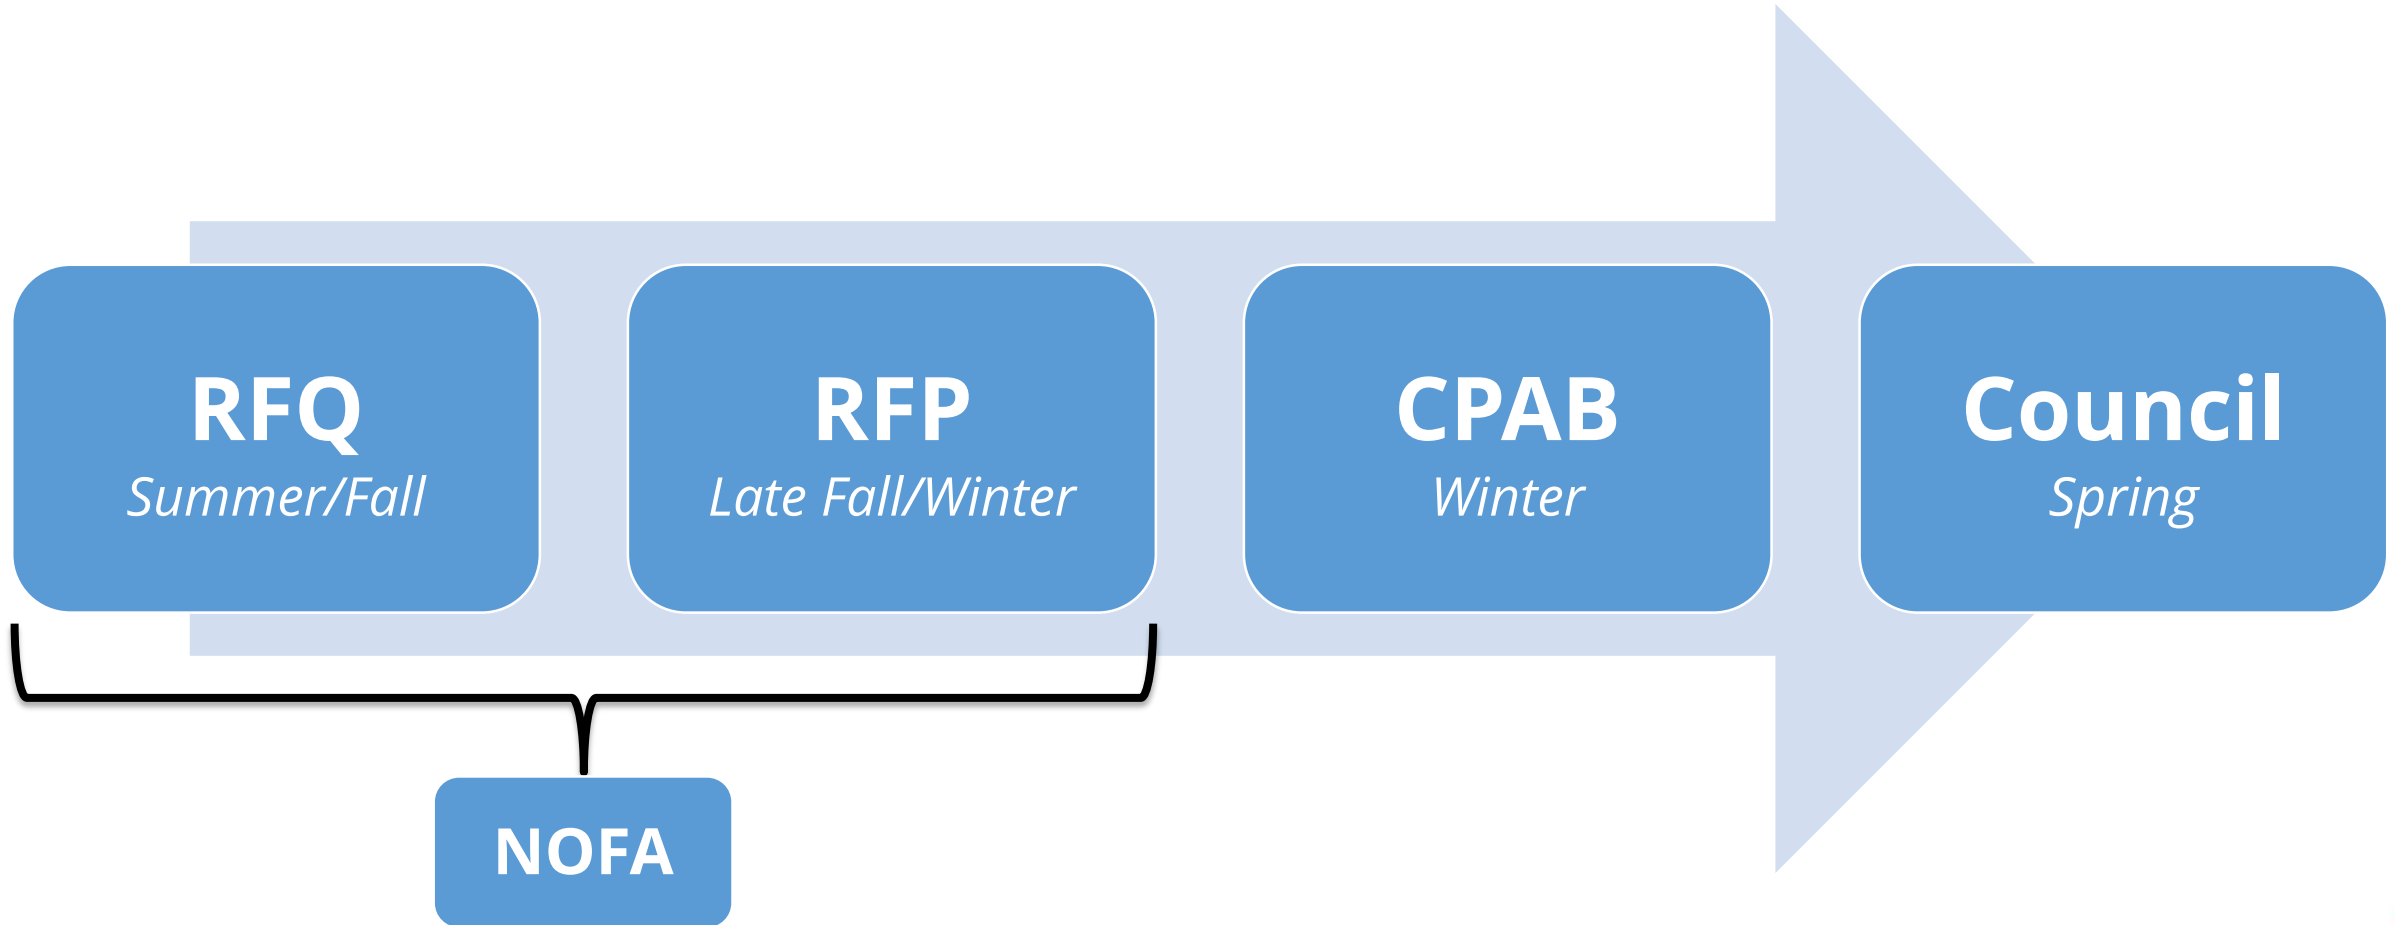 RFQ
Summer/Fall
RFP
Late Fall/Winter
CPAB
Winter
Council
Spring
NOFA